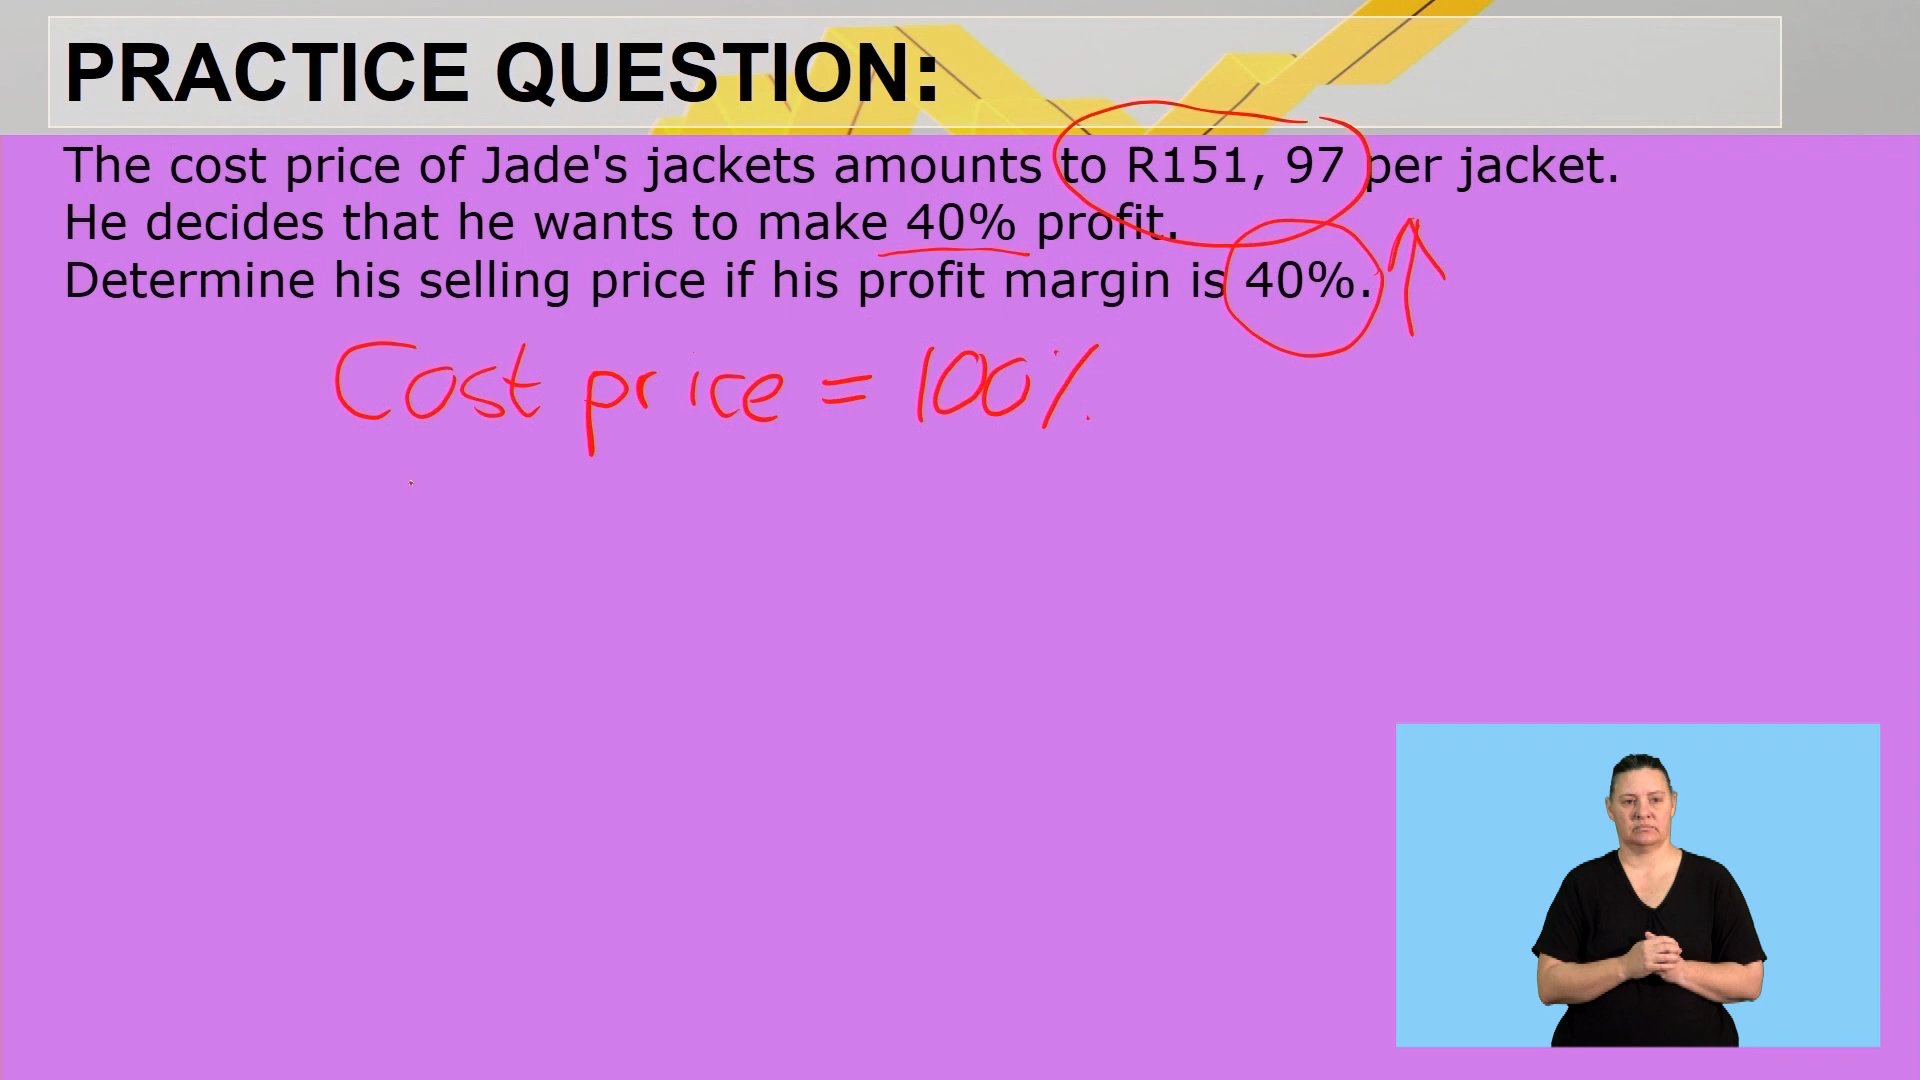 PRACTICE QUESTION:
The cost price of Jade's jackets amounts to R151, 97 per jacket.
He decides that he wants to make 40% profit.
Determine his selling price if his profit margin is 40%.
Cost price = 100%